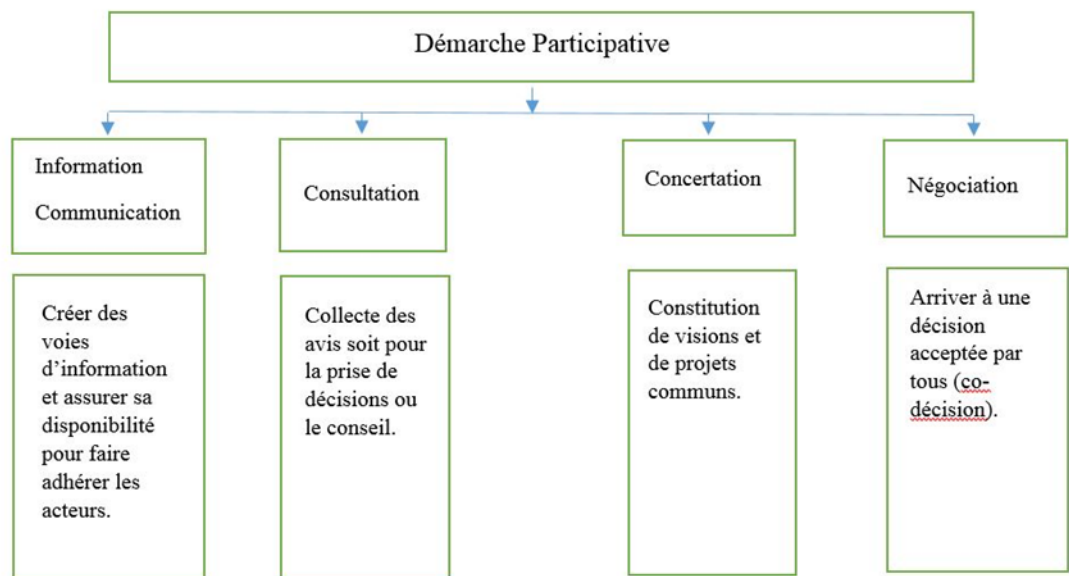 Démarche Participative
Information
Communication
Consultation
Concertation
Négociation
Créer des
voies
d’information
et assurer sa
disponibilité
pour faire
adhérer les
acteurs.
Collecte des
avis soit pour
la prise de
décisions ou
le conseil.
Constitution
de visions et
de projets
communs.
Arriver à une
décision
acceptée par
tous (co-
décision).